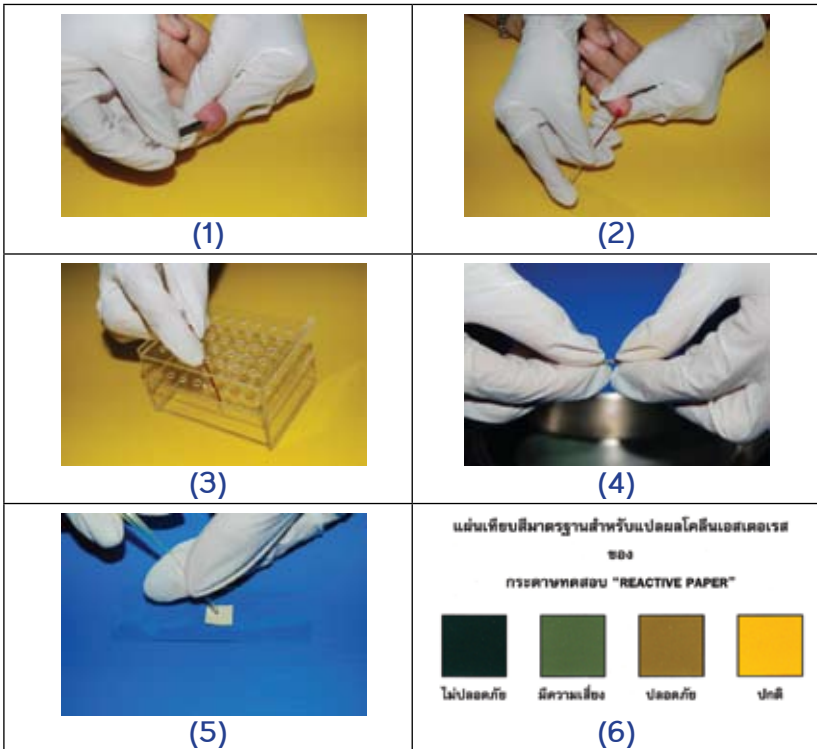 (1)
(2)
(3)
(4)
(5)
แผ่นเทียบสีมาตรฐานสำหรับแปลผลโคลีนเอสเตอเรส
ของ
กระดาษทดสอบ "REACTIVE PAPER"
ไม่ปลอดภัย
มีความเสี่ยง
ปลอดภัย
ปกติ
(6)